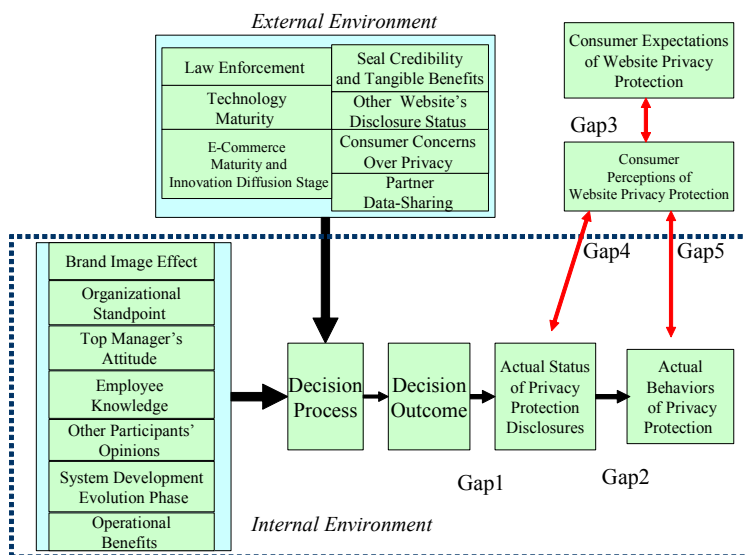 External Environment
Law Enforcement
Technology
Maturity
E-Commerce
Maturity and
Innovation Diffusion Stage
Seal Credibility
and Tangible Benefits
Other Website's
Disclosure Status
Consumer Concerns
Over Privacy
Partner
Data-Sharing
Consumer Expectations
of Website Privacy
Protection
Gap3
Consumer
Perceptions of
Website Privacy Protection
Gap4
Gap5
Brand Image Effect
Organizational
Standpoint
Top Manager's
Attitude
Employee
Knowledge
Other Participants'
Opinions
System Development
Evolution Phase
Operational
Benefits
Decision
Process
Decision
Outcome
Actual Status
of Privacy
Protection
Disclosures
Actual
Behaviors
of Privacy
Protection
Gap1
Gap2
Internal Environment